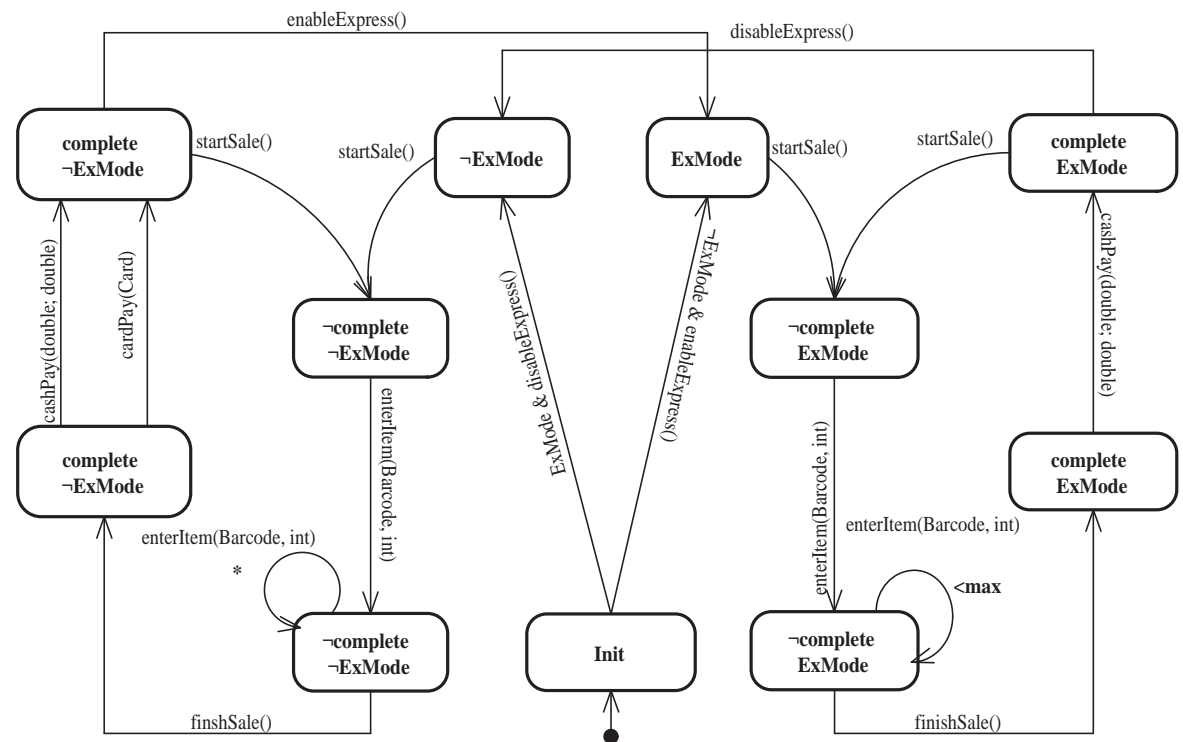 enableExpress()
disableExpress()
complete
¬ExMode
startSale()
startSale()
¬ExMode
ExMode
startSale()
startSale()
complete
ExMode
cashPay(double; double)
cardPay(Card)
¬complete
¬ExMode
ExMode & disableExpress()
¬ExMode & enableExpress()
¬complete
ExMode
cashPay(double; double)
complete
¬ExMode
enterItem(Barcode, int)
enterItem(Barcode, int)
complete
ExMode
enterItem(Barcode, int)
*
enterItem(Barcode, int)
<max
¬complete
¬ExMode
Init
¬complete
ExMode
finshSale()
finishSale()